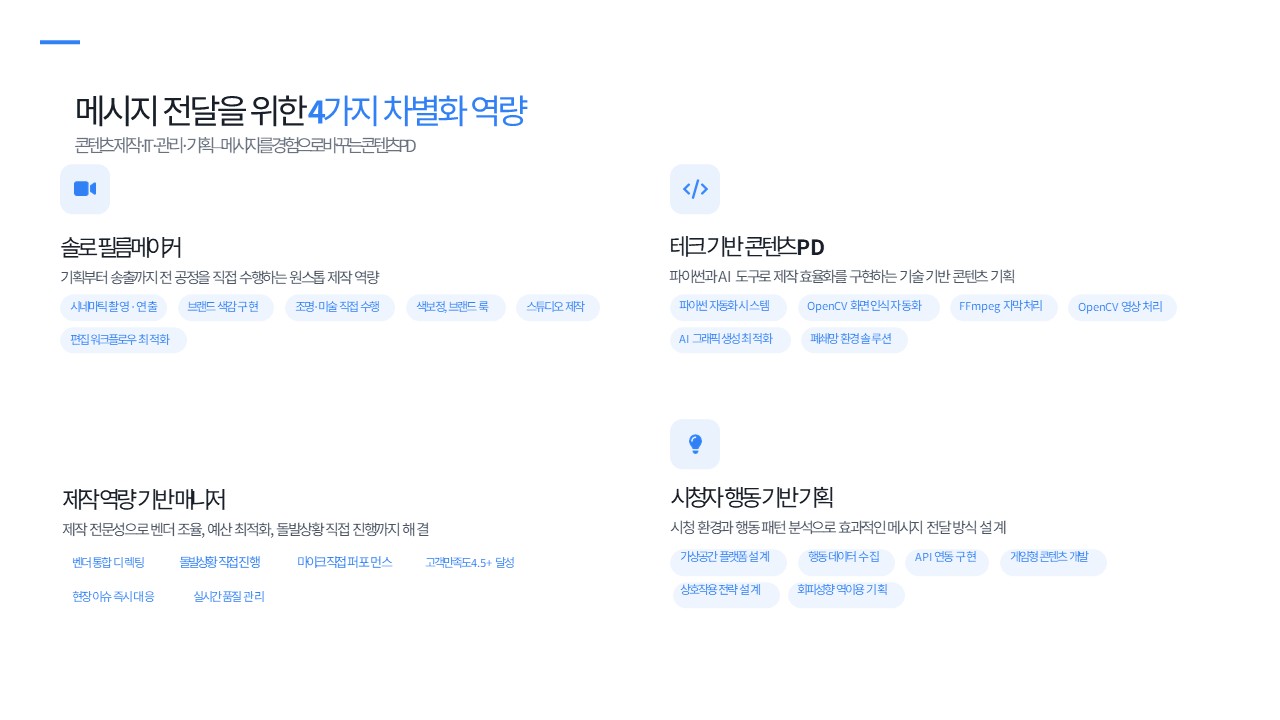 메시지 전달을 위한 4가지 차별화 역량
콘텐츠제작·IT·관리·기획–메시지를경험으로바꾸는콘텐츠PD
솔로 필름메이커
기획부터 송출까지 전 공정을 직접 수행하는 원스톱 제작 역량
시네마틱 촬영·연출
브랜드 색감 구현
조명·미술 직접 수행
색보정, 브랜드 룩
스튜디오 제작
편집 워크플로우 최적화
테크 기반 콘텐츠PD
파이썬과 AI 도구로 제작 효율화를 구현하는 기술 기반 콘텐츠 기획
파이썬 자동화 시스템
OpenCV 화면인식 자동화
FFmpeg 자막 처리
OpenCV 영상 처리
AI 그래픽 생성 최적화
폐쇄망 환경 솔루션
제작 역량 기반 매니저
제작 전문성으로 벤더 조율, 예산 최적화, 돌발상황 직접 진행까지 해결
벤더 통합 디렉팅
돌발상황 직접 진행
마이크 직접 퍼포먼스
고객만족도4.5+ 달성
현장 이슈 즉시 대응
실시간 품질 관리
시청자 행동 기반 기획
시청 환경과 행동 패턴 분석으로 효과적인 메시지 전달 방식 설계
가상공간 플랫폼 설계
행동 데이터 수집
API 연동 구현
게임형 콘텐츠 개발
상호작용 전략 설계
회피성향 역이용 기획